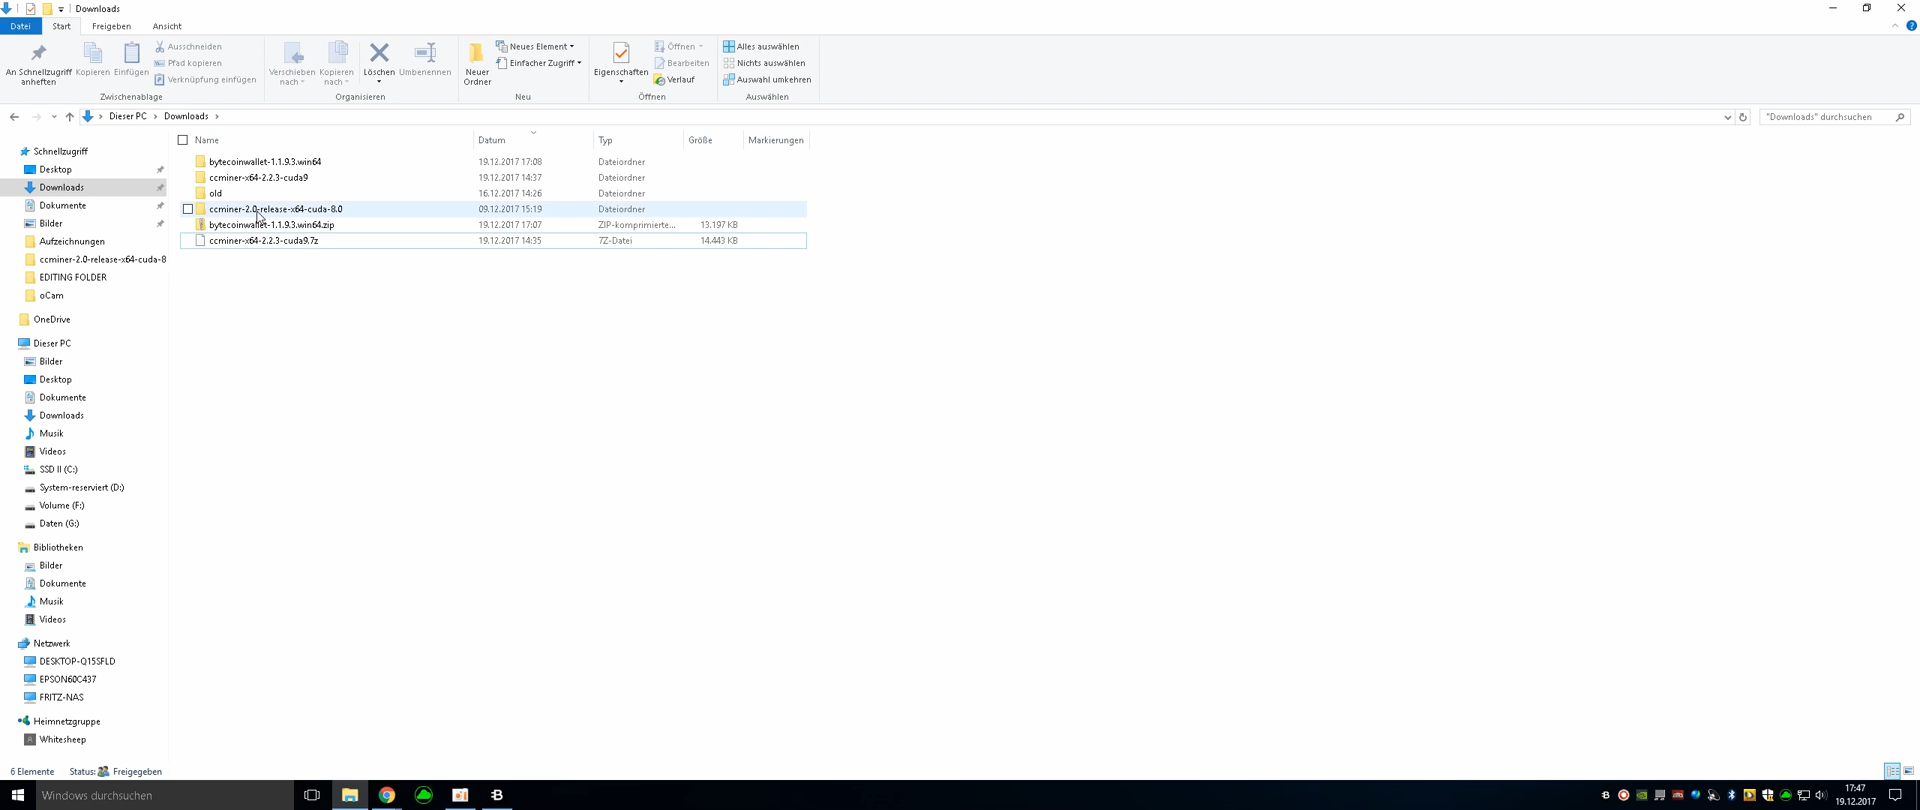 Downloads
Datei Start Freigeben Ansicht
An Schnellzugriff anheften
Kopieren
Einfügen
Ausschneiden
Pfad kopieren
Verknüpfung einfügen
Zwischenablage
Verschieben nach
Kopieren nach
Löschen
Umbenennen
Organisieren
Neuer Ordner
Neues Element
Einfacher Zugriff
Neu
Eigenschaften
Öffnen
Bearbeiten
Verlauf
Öffnen
Alles auswählen
Nichts auswählen
Auswahl umkehren
Auswählen
Dieser PC > Downloads >
"Downloads" durchsuchen
Name Datum Typ Größe Markierungen
bytecoinwallet-1.1.9.3.win64 19.12.2017 17:08 Dateiordner
ccminer-x64-2.2.3-cuda9 19.12.2017 14:37 Dateiordner
old 16.12.2017 14:26 Dateiordner
ccminer-2.0-release-x64-cuda-8.0 09.12.2017 15:19 Dateiordner
bytecoinwallet-1.1.9.3.win64.zip 19.12.2017 17:07 ZIP-komprimierte... 13.197 KB
ccminer-x64-2.2.3-cuda9.7z 19.12.2017 14:35 7Z-Datei 14.443 KB
Schnellzugriff
Desktop
Downloads
Dokumente
Bilder
Aufzeichnungen
ccminer-2.0-release-x64-cuda-8
EDITING FOLDER
oCam
OneDrive
Dieser PC
Bilder
Desktop
Dokumente
Downloads
Musik
Videos
SSD II (C:)
System-reserviert (D:)
Volume (F:)
Daten (G:)
Bibliotheken
Bilder
Dokumente
Musik
Videos
Netzwerk
DESKTOP-Q15SFLD
EPSON60C437
FRITZ-NAS
Heimnetzgruppe
Whitesheep
6 Elemente Status: Freigegeben
Windows durchsuchen
17:47
19.12.2017